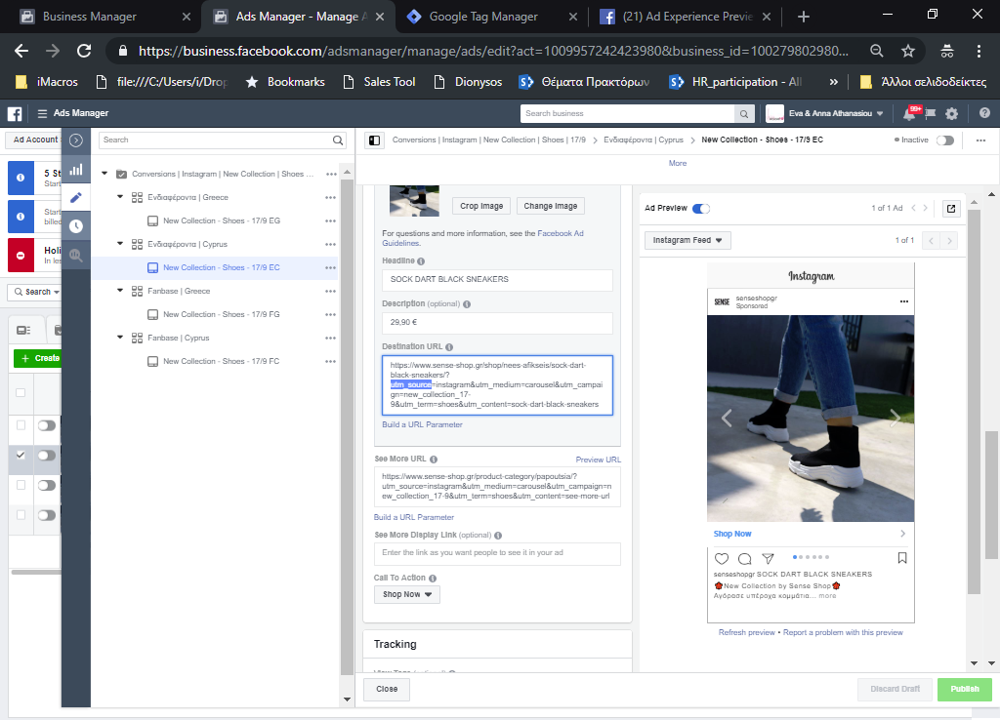 Business Manager
Ads Manager - Manage A
Google Tag Manager
(21) Ad Experience Previe
https://business.facebook.com/adsmanager/manage/ads/edit?act=1009957242423980&business_id=100279802980...
iMacros
file:///C:/Users/i/Drop
Bookmarks
Sales Tool
Dionysos
Θέματα Πρακτόρων
HR_participation - All
»
Άλλοι σελιδοδείκτες
Ads Manager
Search business
Eva & Anna Athanasiou
99+
Ad Account
Search
Conversions | Instagram | New Collection | Shoes | 17/9
Ενδιαφέροντα | Cyprus
New Collection - Shoes - 17/9 EC
Inactive
More
5 St
Start
Start
billed
Holi
In les
Search
Create
Conversions | Instagram | New Collection | Shoes ...
Ενδιαφέροντα | Greece
New Collection - Shoes - 17/9 EG
Ενδιαφέροντα | Cyprus
New Collection - Shoes - 17/9 EC
Fanbase | Greece
New Collection - Shoes - 17/9 FG
Fanbase | Cyprus
New Collection - Shoes - 17/9 FC
Crop Image
Change Image
For questions and more information, see the Facebook Ad
Guidelines.
Headline
SOCK DART BLACK SNEAKERS
Description (optional)
29,90 €
Destination URL
https://www.sense-shop.gr/shop/nees-afikseis/sock-dart-
black-sneakers/?
utm_source=instagram&utm_medium=carousel&utm_campai
gn=new_collection_17-
9&utm_term=shoes&utm_content=sock-dart-black-sneakers
Build a URL Parameter
See More URL
Preview URL
https://www.sense-shop.gr/product-category/papoutsia/?
utm_source=instagram&utm_medium=carousel&utm_campaign=n
ew_collection_17-9&utm_term=shoes&utm_content=see-more-url
Build a URL Parameter
See More Display Link (optional)
Enter the link as you want people to see it in your ad
Call To Action
Shop Now
Tracking
Close
Ad Preview
1 of 1 Ad
Instagram Feed
1 of 1
Instagram
SENSE
senseshopgr
Sponsored
Shop Now
senseshopgr SOCK DART BLACK SNEAKERS
New Collection by Sense Shop
Αγόρασε υπέροχα κομμάτια... more
Refresh preview • Report a problem with this preview
Discard Draft
Publish